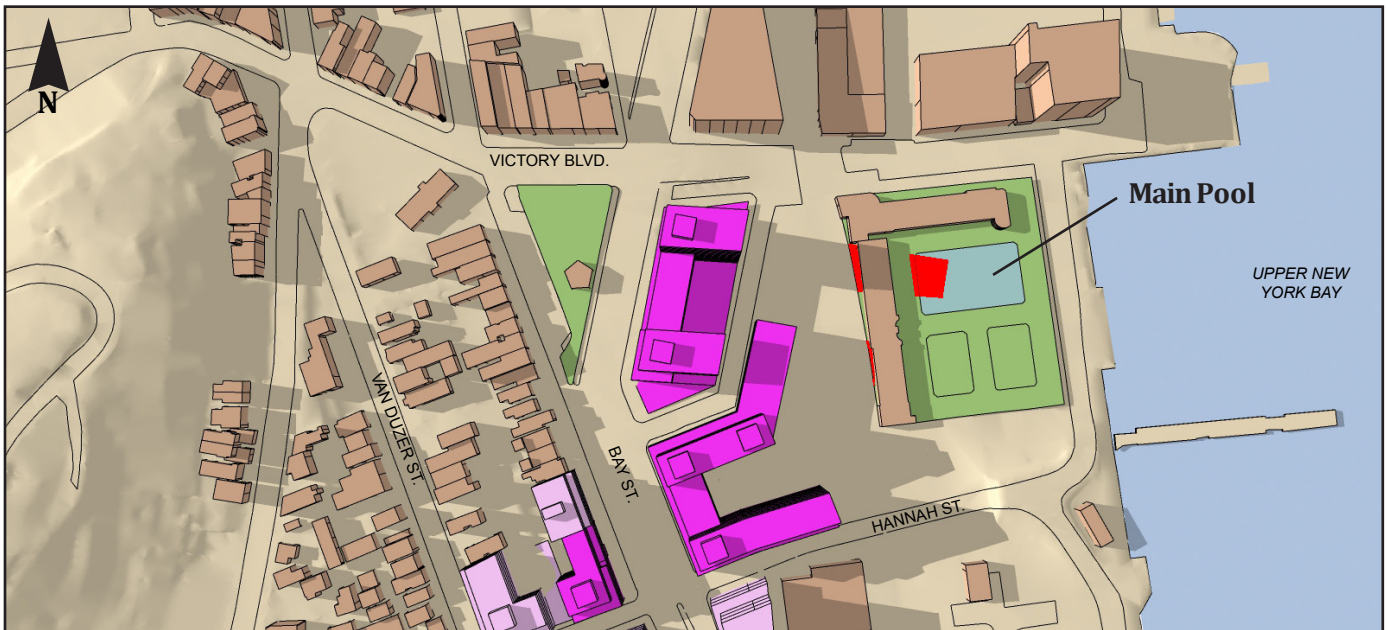 N
VICTORY BLVD.
Main Pool
UPPER NEW
YORK BAY
VAN DUZER ST.
BAY ST.
HANNAH ST.